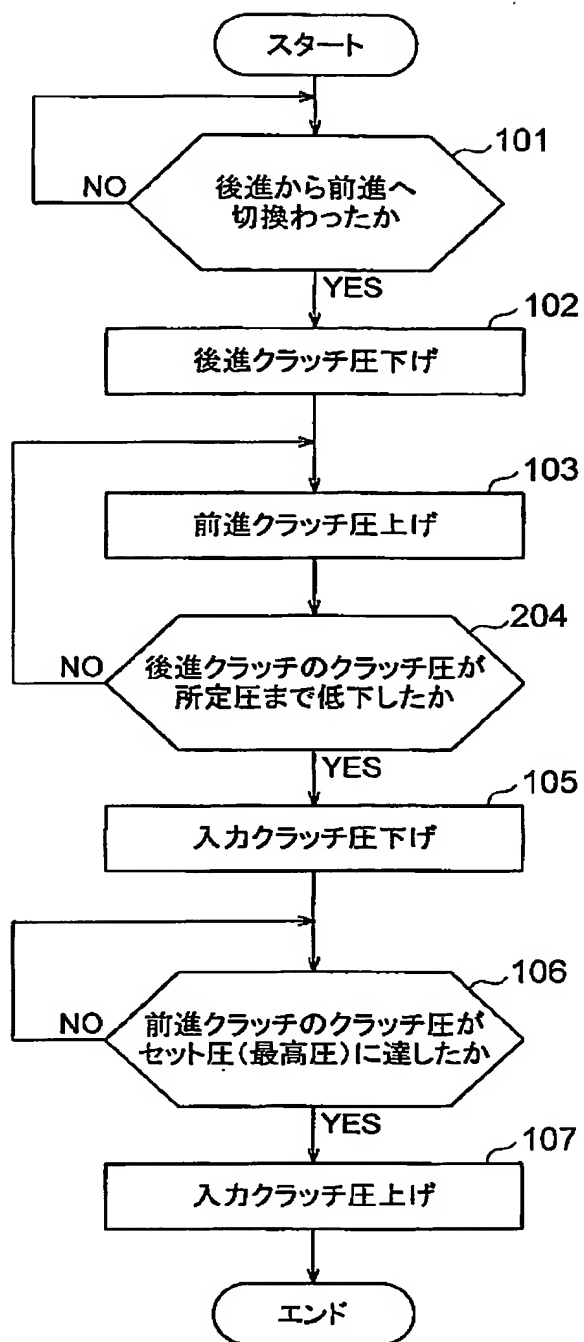 スタート
101
後進から前進へ
切換わったか
NO
YES
102
後進クラッチ圧下げ
103
前進クラッチ圧上げ
204
後進クラッチのクラッチ圧が
所定圧まで低下したか
NO
YES
105
入力クラッチ圧下げ
106
前進クラッチのクラッチ圧が
セット圧(最高圧)に達したか
NO
YES
107
入力クラッチ圧上げ
エンド